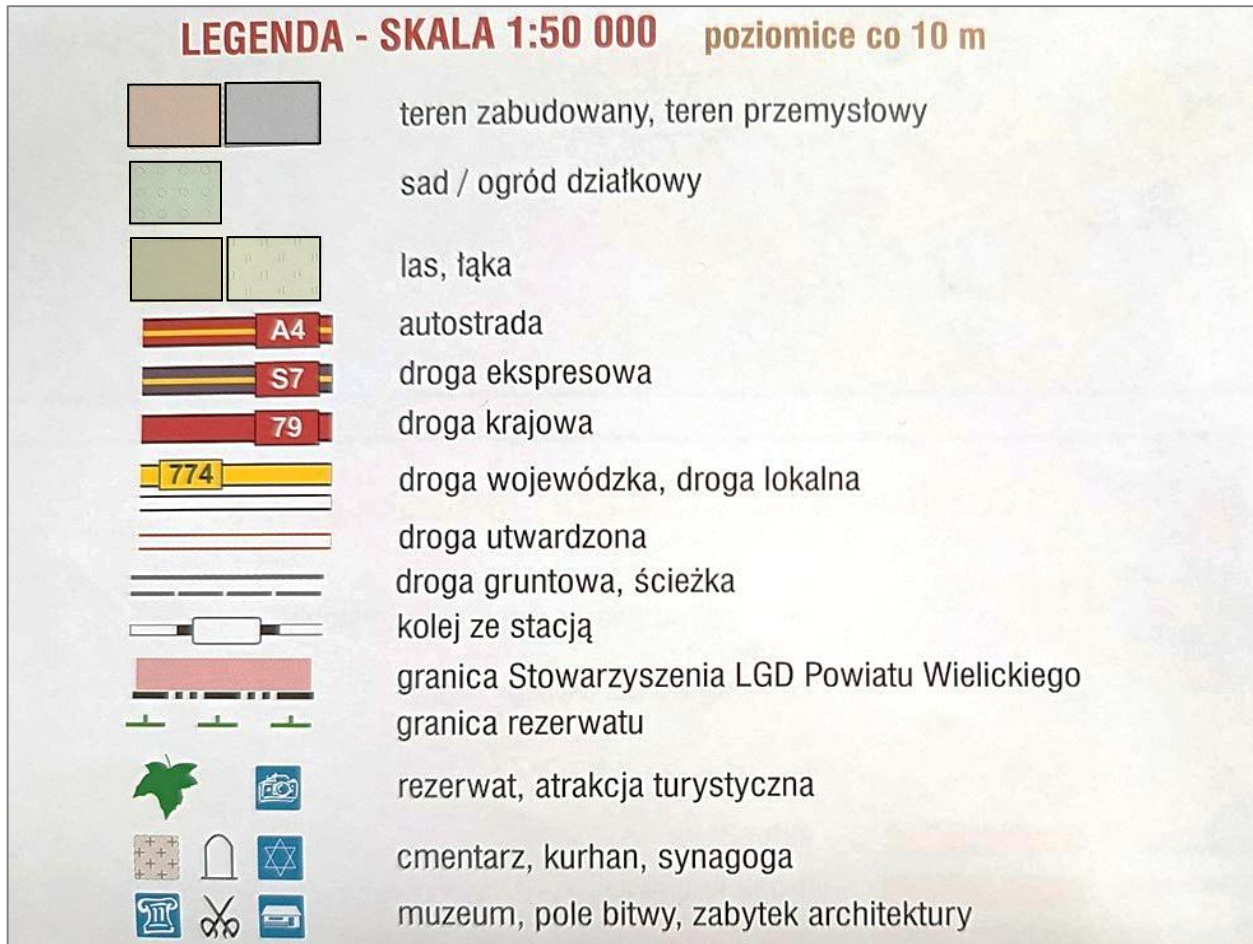 LEGENDA - SKALA 1:50 000 poziomice co 10 m
teren zabudowany, teren przemysłowy
sad / ogród działkowy
las, łąka
A4 autostrada
S7 droga ekspresowa
79 droga krajowa
774 droga wojewódzka, droga lokalna
droga utwardzona
droga gruntowa, ścieżka
kolej ze stacją
granica Stowarzyszenia LGD Powiatu Wielickiego
granica rezerwatu
rezerwat, atrakcja turystyczna
cmentarz, kurhan, synagoga
muzeum, pole bitwy, zabytek architektury